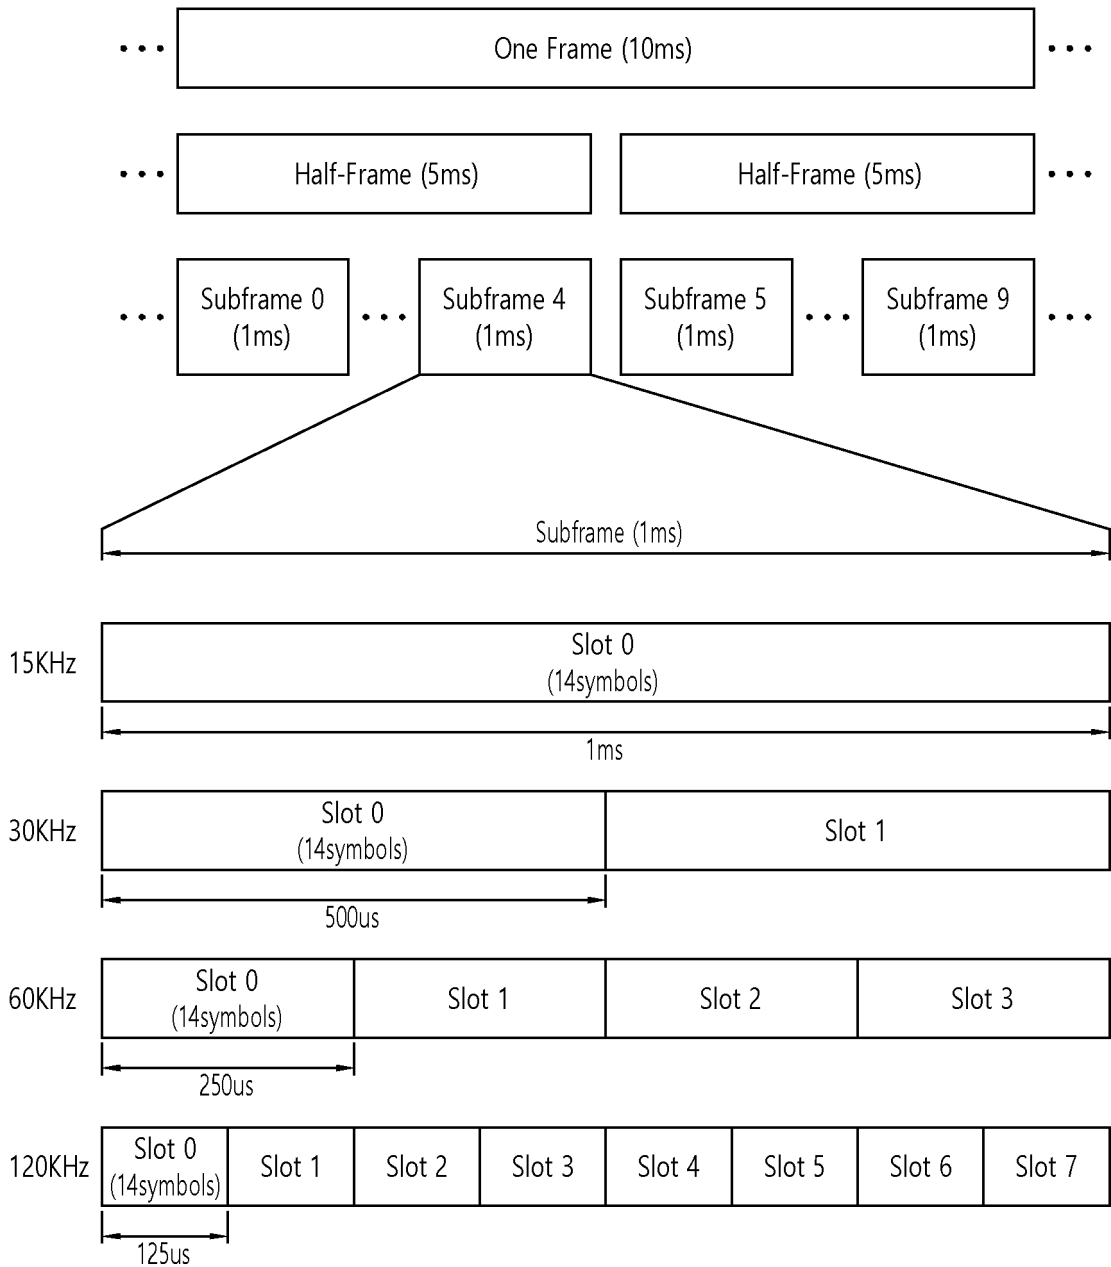 One Frame (10ms)
Half-Frame (5ms)
Half-Frame (5ms)
Subframe 0
(1ms)
Subframe 4
(1ms)
Subframe 5
(1ms)
Subframe 9
(1ms)
Subframe (1ms)
15KHz
Slot 0
(14symbols)
1ms
30KHz
Slot 0
(14symbols)
Slot 1
500us
60KHz
Slot 0
(14symbols)
Slot 1
Slot 2
Slot 3
250us
120KHz
Slot 0
(14symbols)
Slot 1
Slot 2
Slot 3
Slot 4
Slot 5
Slot 6
Slot 7
125us